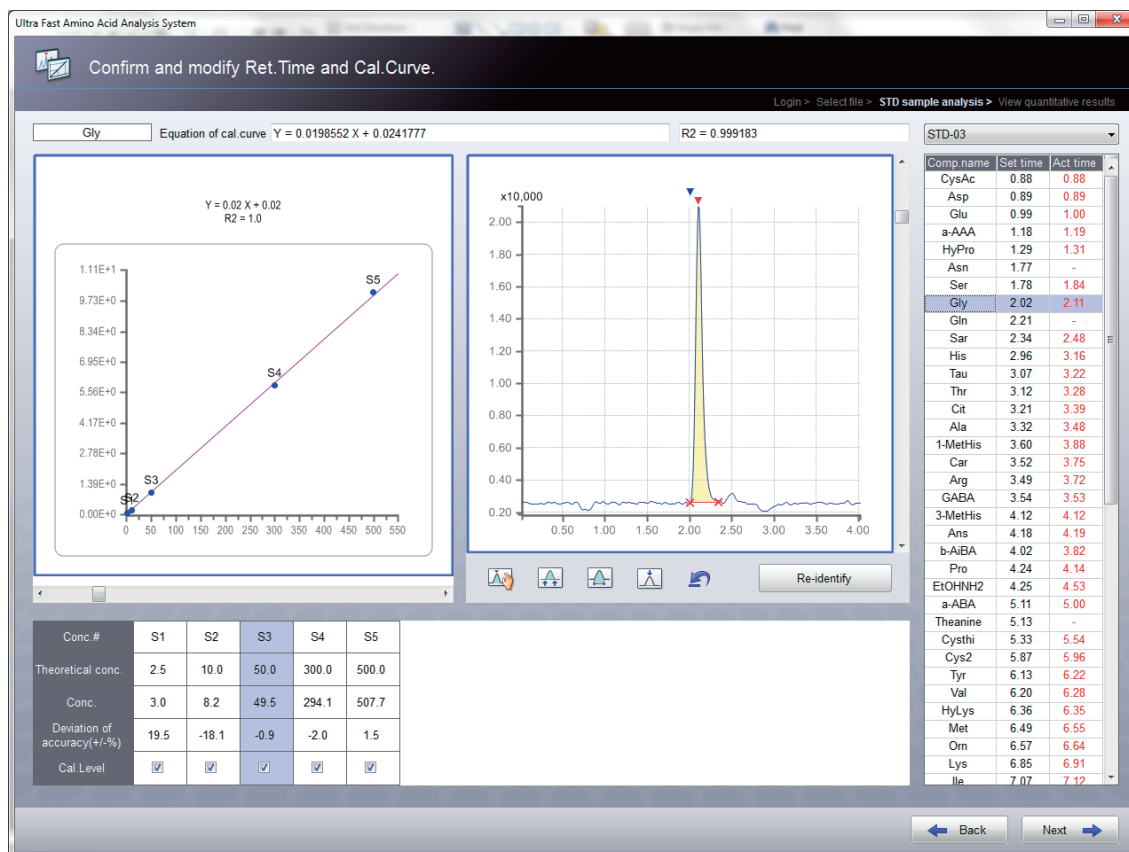 Ultra Fast Amino Acid Analysis System
Confirm and modify Ret.Time and Cal.Curve.
Login > Select file > STD sample analysis > View quantitative results
Gly Equation of cal.curve Y = 0.0198552 X + 0.0241777 R2 = 0.999183
STD-03
Y = 0.02 X + 0.02
R2 = 1.0
1.11E+1
9.73E+0
8.34E+0
6.95E+0
5.56E+0
4.17E+0
2.78E+0
1.39E+0
0.00E+0
S2
S3
S4
S5
0 50 100 150 200 250 300 350 400 450 500 550
x10,000
2.00
1.80
1.60
1.40
1.20
1.00
0.80
0.60
0.40
0.20
0.50 1.00 1.50 2.00 2.50 3.00 3.50 4.00
Re-identify
Comp.name Set time Act time
CysAc 0.88 0.88
Asp 0.89 0.89
Glu 0.99 1.00
a-AAA 1.18 1.19
HyPro 1.29 1.31
Asn 1.77 -
Ser 1.78 1.84
Gly 2.02 2.11
Gln 2.21 -
Sar 2.34 2.48
His 2.96 3.16
Tau 3.07 3.22
Thr 3.12 3.28
Cit 3.21 3.39
Ala 3.32 3.48
1-MetHis 3.60 3.88
Car 3.52 3.75
Arg 3.49 3.72
GABA 3.54 3.53
3-MetHis 4.12 4.12
Ans 4.18 4.19
b-AiBA 4.02 3.82
Pro 4.24 4.14
EtOHNH2 4.25 4.53
a-ABA 5.11 5.00
Theanine 5.13 -
Cysthi 5.33 5.54
Cys2 5.87 5.96
Tyr 6.13 6.22
Val 6.20 6.28
HyLys 6.36 6.35
Met 6.49 6.55
Orn 6.57 6.64
Lys 6.85 6.91
Ile 7.07 7.12
Conc.# S1 S2 S3 S4 S5
Theoretical conc. 2.5 10.0 50.0 300.0 500.0
Conc. 3.0 8.2 49.5 294.1 507.7
Deviation of
accuracy(+/-%) 19.5 -18.1 -0.9 -2.0 1.5
Cal.Level
Back
Next